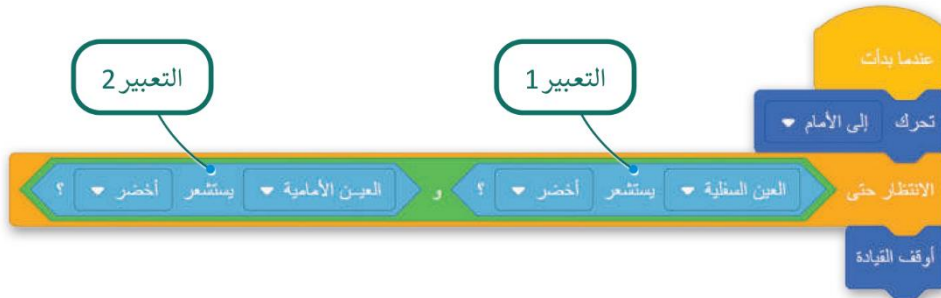 عندما بدأت
تحرك إلى الأمام
التعبير 1
التعبير 2
الانتظار حتى العين السفلية يستشعر أخضر ؟ و العيـن الأمامية يستشعر أخضر ؟
أوقف القيادة